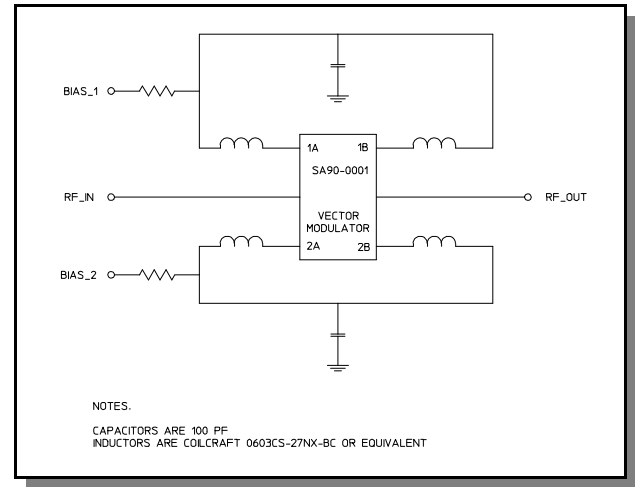 BIAS_1
1A 1B
SA90-0001
RF_IN
RF_OUT
VECTOR
MODULATOR
2A 2B
BIAS_2
NOTES.
CAPACITORS ARE 100 PF
INDUCTORS ARE COILCRAFT 0603CS-27NX-BC OR EQUIVALENT